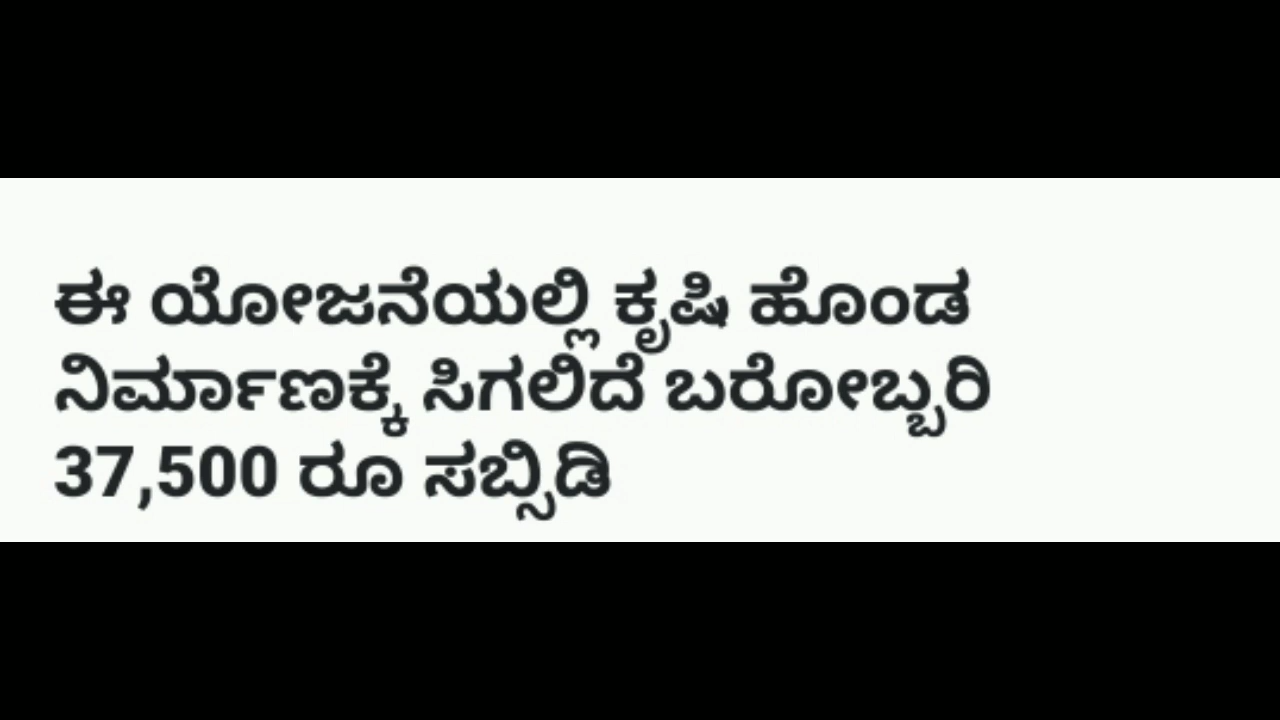 ಈ ಯೋಜನೆಯಲ್ಲಿ ಕೃಷಿ ಹೊಂಡ
ನಿರ್ಮಾಣಕ್ಕೆ ಸಿಗಲಿದೆ ಬರೋಬ್ಬರಿ
37,500 ರೂ ಸಬ್ಸಿಡಿ